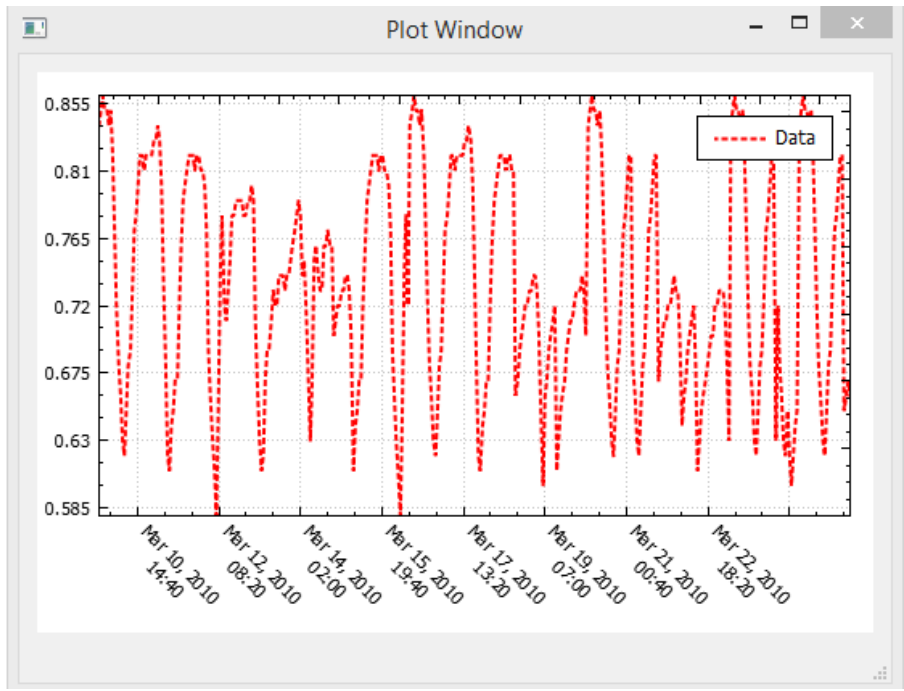 Plot Window
Data
0.855
0.81
0.765
0.72
0.675
0.63
0.585
Mar 10, 2010
14:40
Mar 12, 2010
08:20
Mar 14, 2010
02:00
Mar 15, 2010
19:40
Mar 17, 2010
13:20
Mar 19, 2010
07:00
Mar 21, 2010
00:40
Mar 22, 2010
18:20